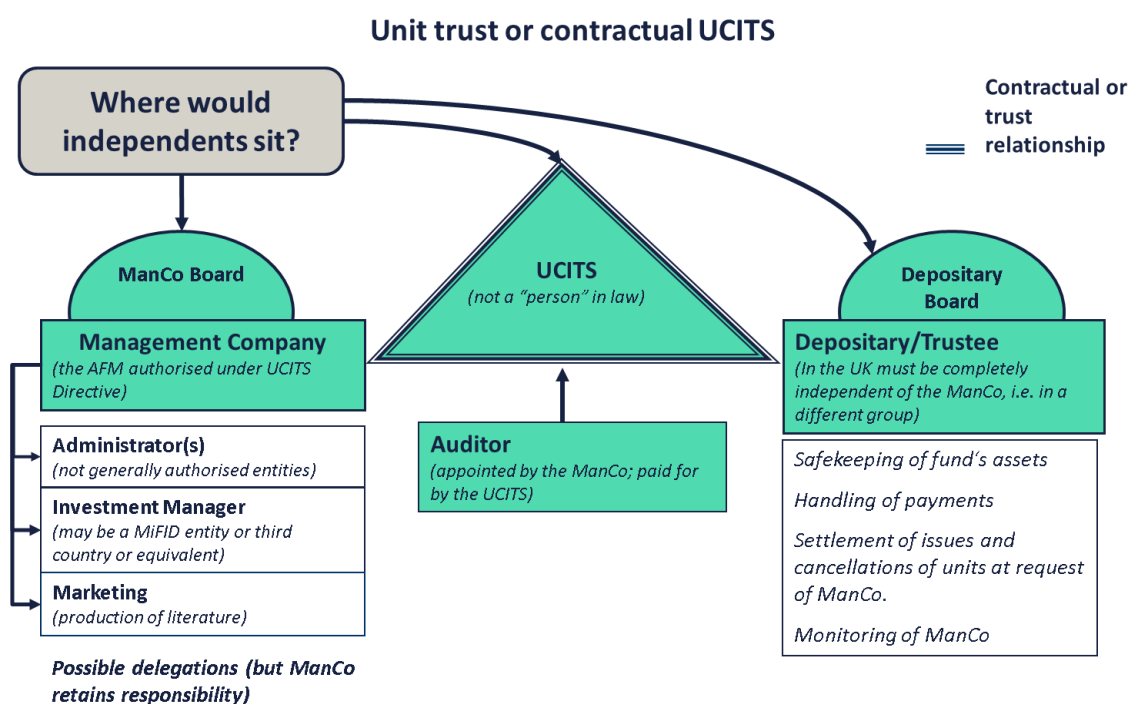 Unit trust or contractual UCITS
Where would
independents sit?
Contractual or
trust
relationship
ManCo Board
Management Company
(the AFM authorised under UCITS
Directive)
Administrator(s)
(not generally authorised entities)
Investment Manager
(may be a MiFID entity or third
country or equivalent)
Marketing
(production of literature)
Possible delegations (but ManCo
retains responsibility)
UCITS
(not a “person” in law)
Auditor
(appointed by the ManCo; paid for
by the UCITS)
Depositary
Board
Depositary/Trustee
(In the UK must be completely
independent of the ManCo, i.e. in a
different group)
Safekeeping of fund‘s assets
Handling of payments
Settlement of issues and
cancellations of units at request
of ManCo.
Monitoring of ManCo